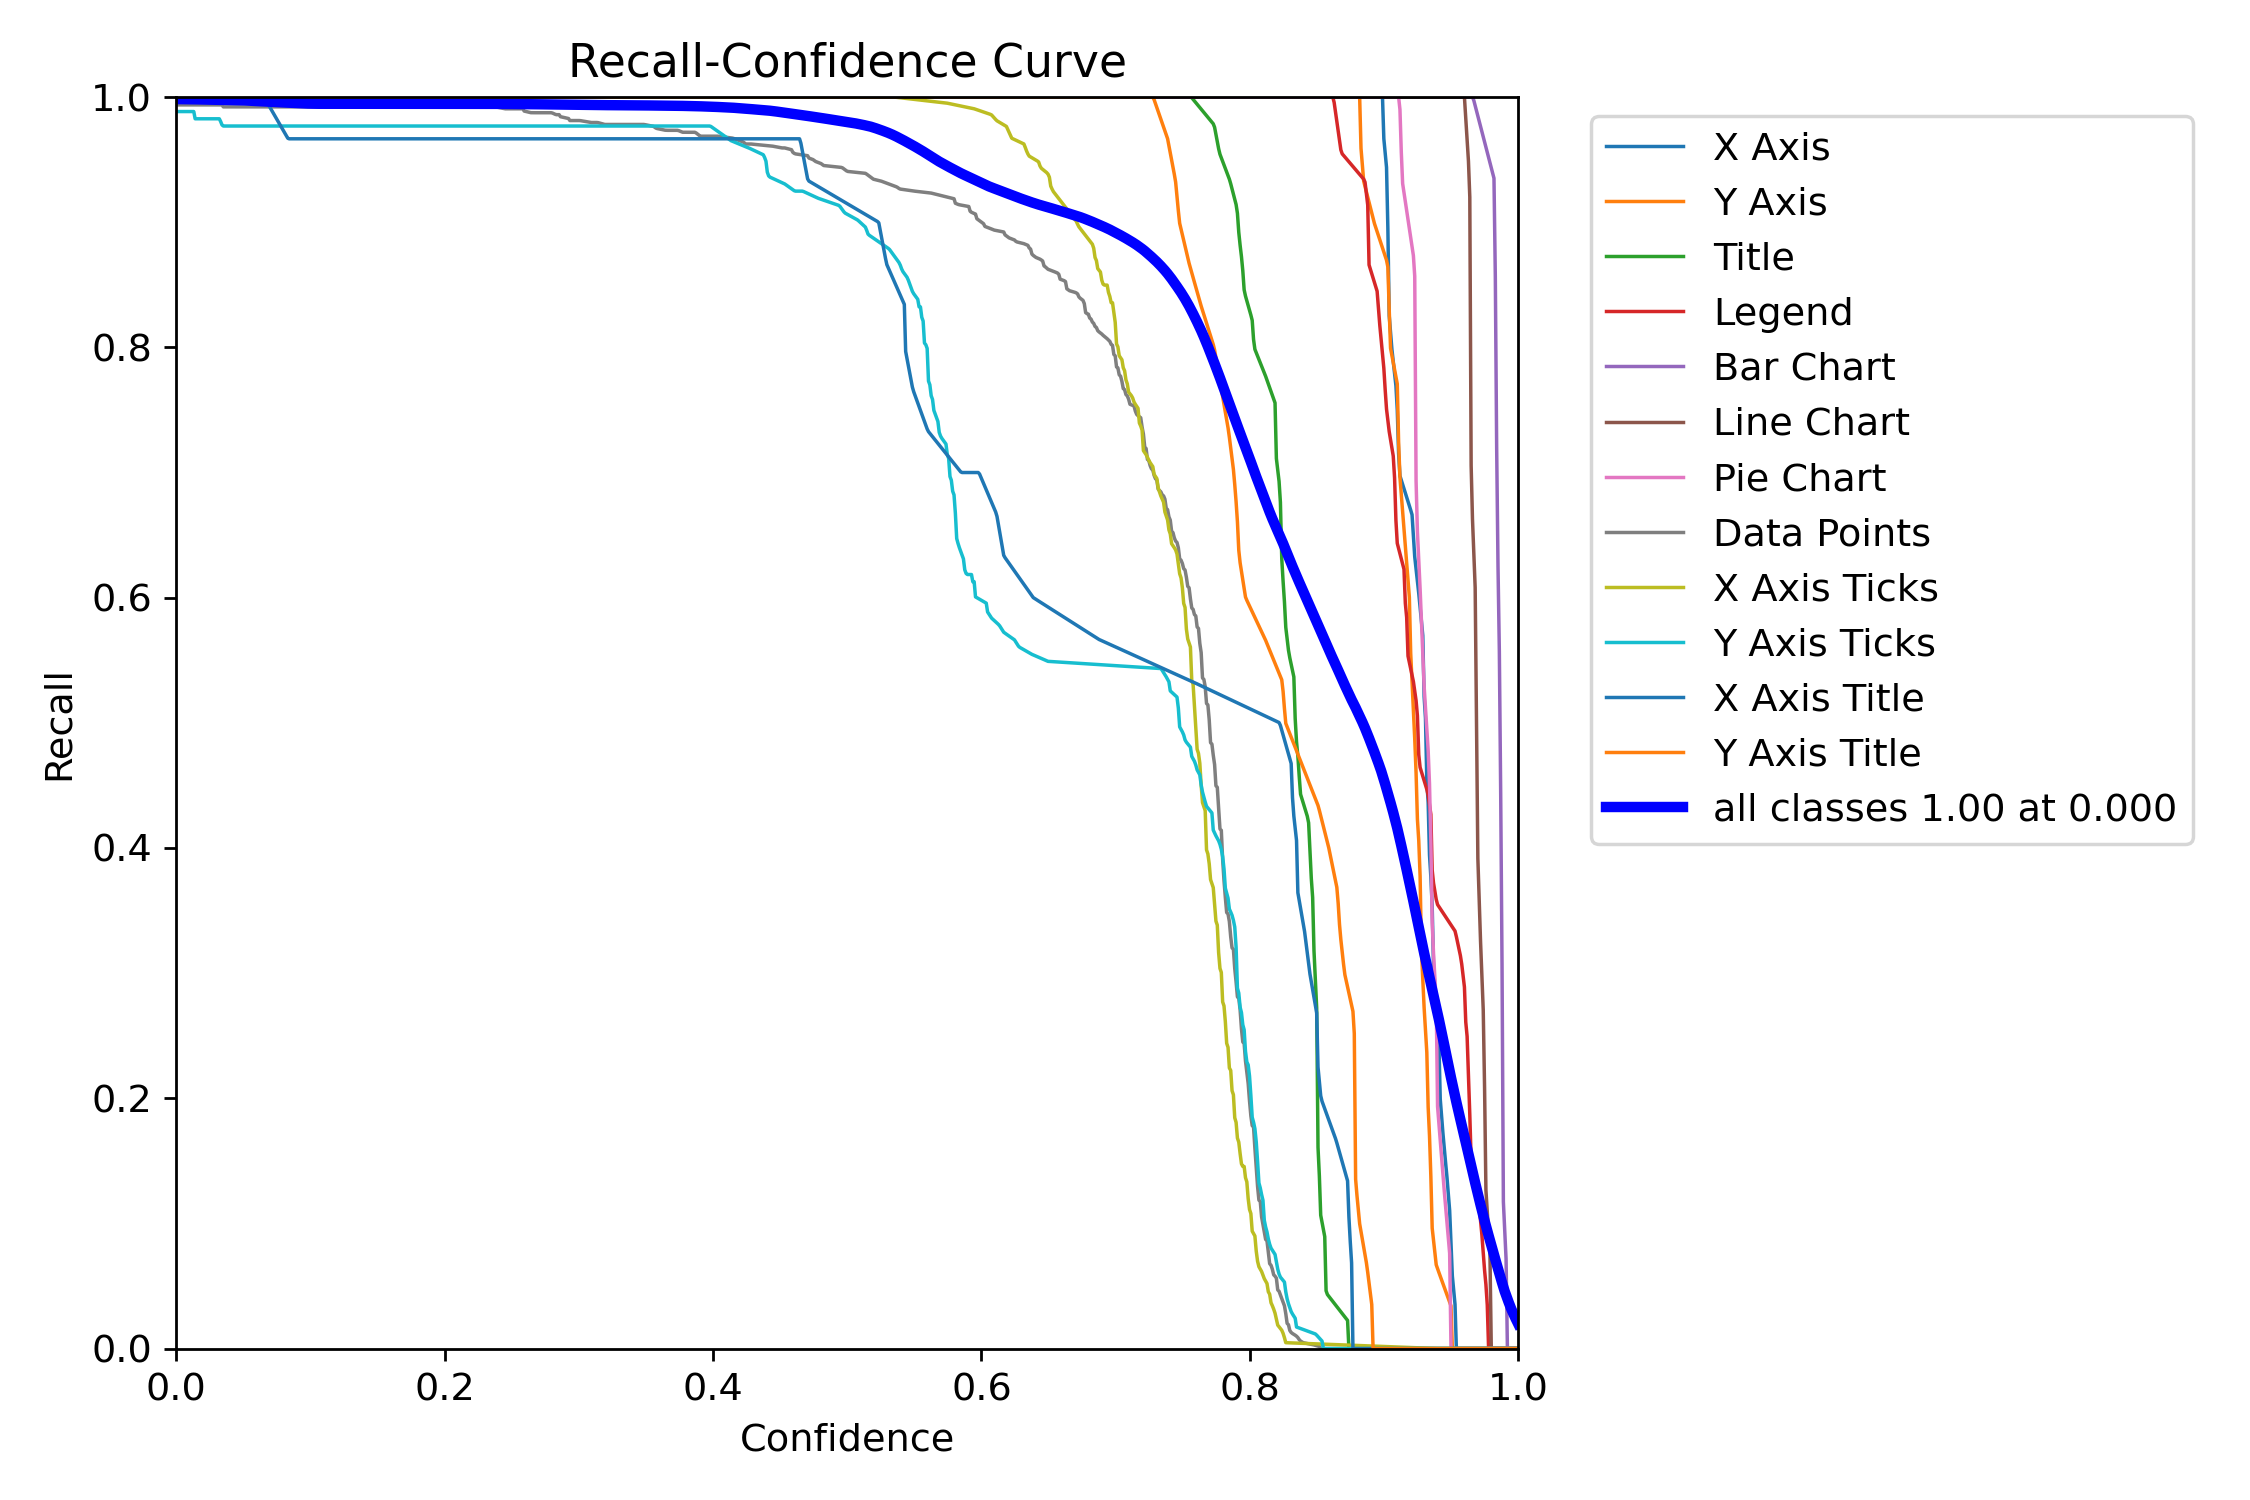 Recall-Confidence Curve
1.0
0.8
0.6
0.4
0.2
0.0
Recall
0.0 0.2 0.4 0.6 0.8 1.0
Confidence
X Axis
Y Axis
Title
Legend
Bar Chart
Line Chart
Pie Chart
Data Points
X Axis Ticks
Y Axis Ticks
X Axis Title
Y Axis Title
all classes 1.00 at 0.000